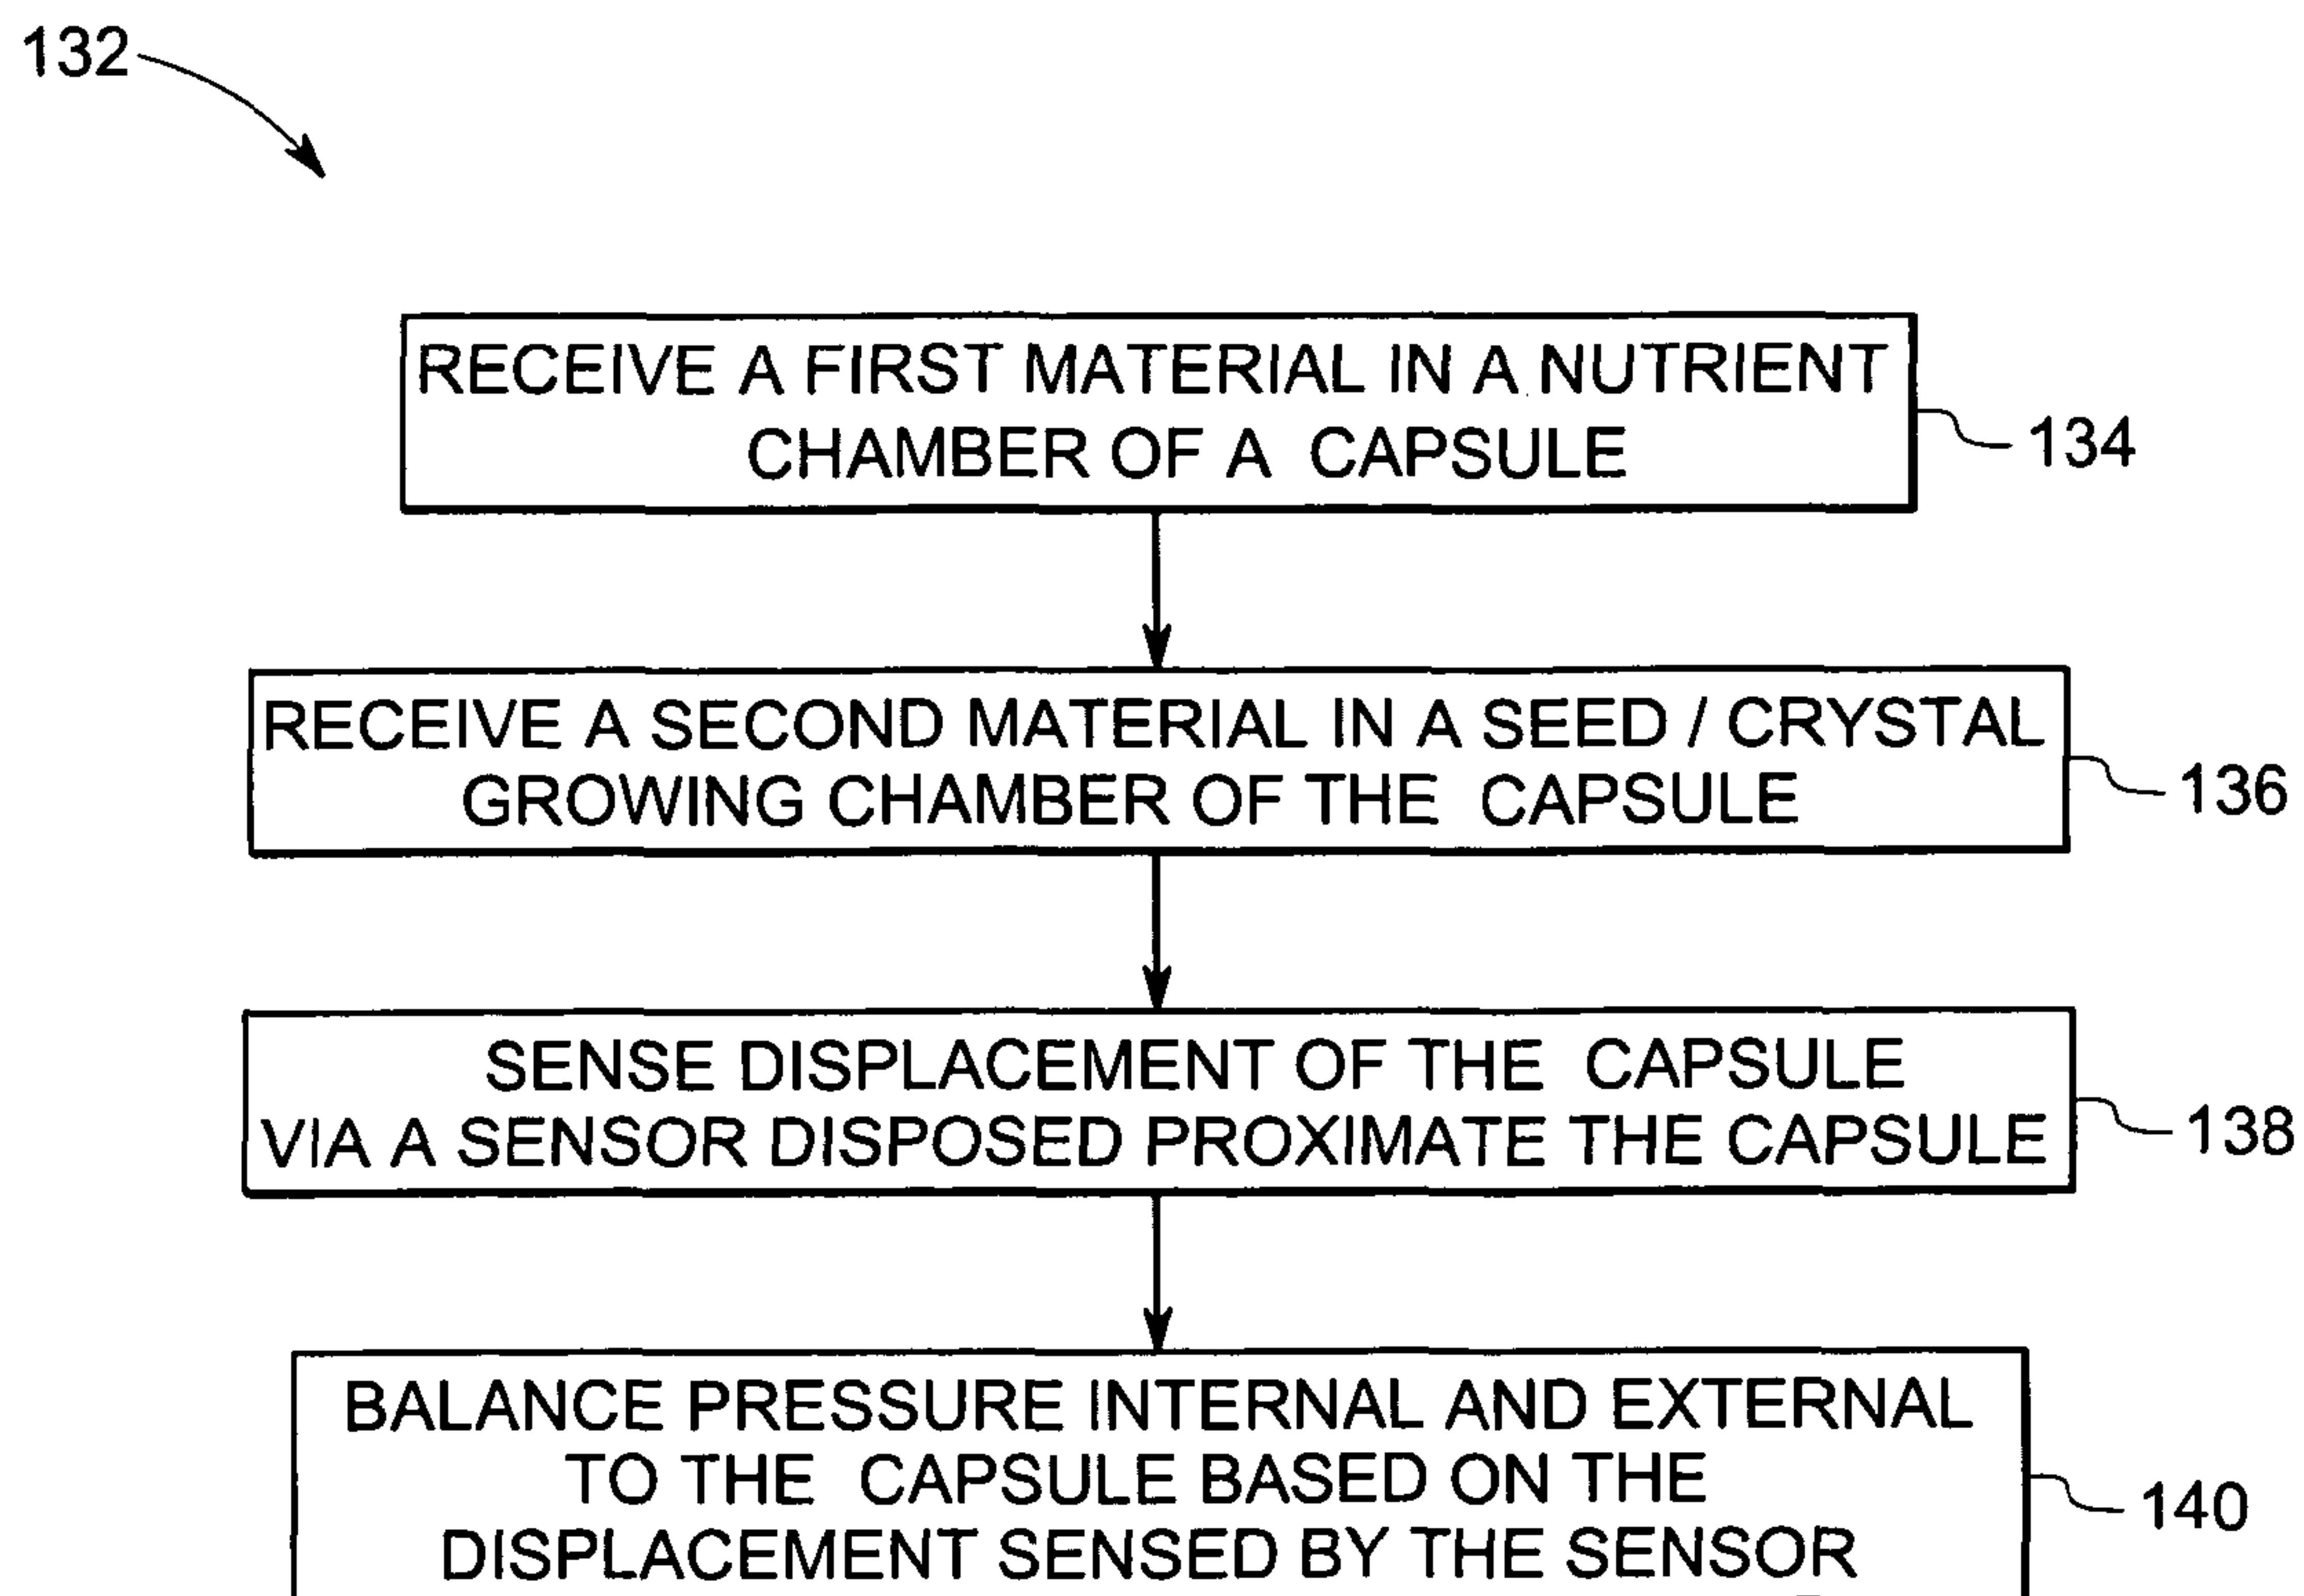 132
RECEIVE A FIRST MATERIAL IN A NUTRIENT
CHAMBER OF A CAPSULE
134
RECEIVE A SECOND MATERIAL IN A SEED / CRYSTAL
GROWING CHAMBER OF THE CAPSULE
136
SENSE DISPLACEMENT OF THE CAPSULE
VIA A SENSOR DISPOSED PROXIMATE THE CAPSULE
138
BALANCE PRESSURE INTERNAL AND EXTERNAL
TO THE CAPSULE BASED ON THE
DISPLACEMENT SENSED BY THE SENSOR
140